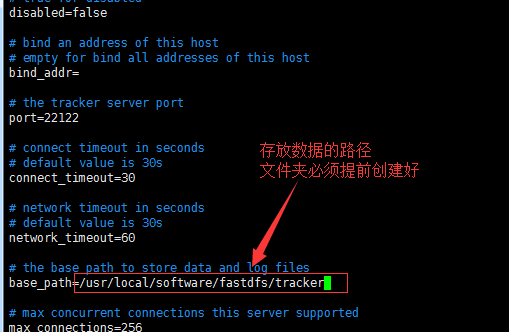 # true for disabled
disabled=false
# bind an address of this host
# empty for bind all addresses of this host
bind_addr=
# the tracker server port
port=22122
# connect timeout in seconds
# default value is 30s
connect_timeout=30
存放数据的路径
文件夹必须提前创建好
# network timeout in seconds
# default value is 30s
network_timeout=60
# the base path to store data and log files
base_path=/usr/local/software/fastdfs/tracker
# max concurrent connections this server supported
max_connections=256